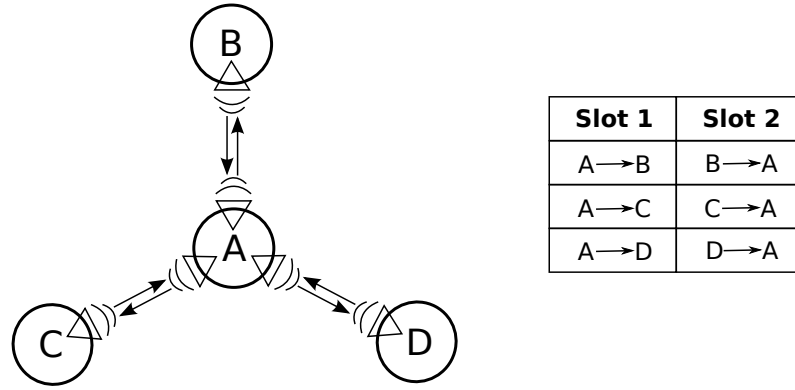 B
A
C
D
Slot 1 Slot 2
A→B B→A
A→C C→A
A→D D→A